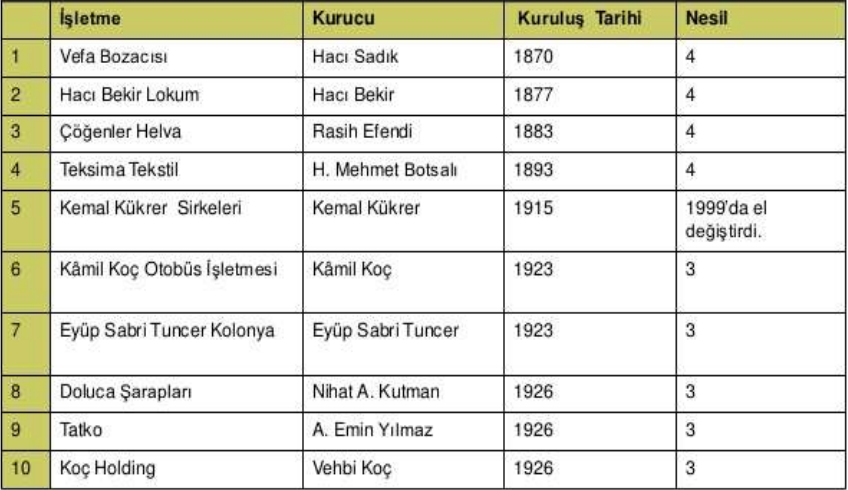 İşletme Kurucu Kuruluş Tarihi Nesil
1 Vefa Bozacısı Hacı Sadık 1870 4
2 Hacı Bekir Lokum Hacı Bekir 1877 4
3 Çöğenler Helva Rasih Efendi 1883 4
4 Teksima Tekstil H. Mehmet Botsalı 1893 4
5 Kemal Kükrer Sirkeleri Kemal Kükrer 1915 1999'da el
değiştirdi.
6 Kâmil Koç Otobüs İşletmesi Kâmil Koç 1923 3
7 Eyüp Sabri Tuncer Kolonya Eyüp Sabri Tuncer 1923 3
8 Doluca Şarapları Nihat A. Kutman 1926 3
9 Tatko A. Emin Yılmaz 1926 3
10 Koç Holding Vehbi Koç 1926 3